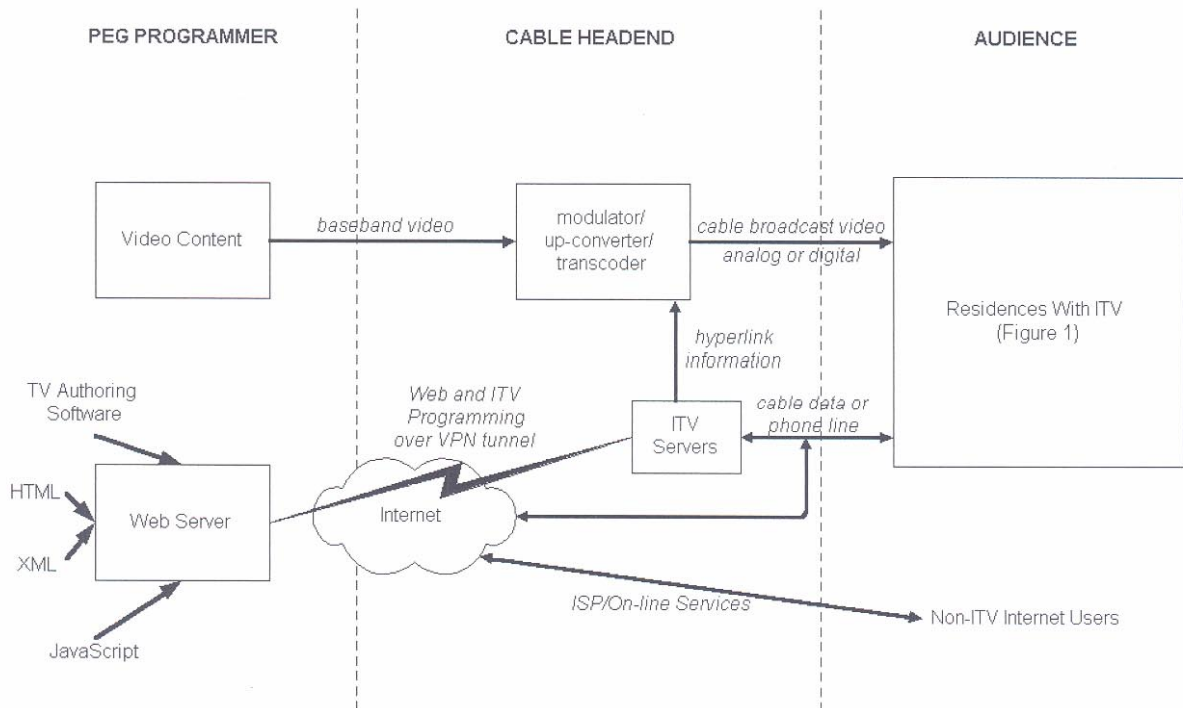 PEG PROGRAMMER
CABLE HEADEND
AUDIENCE
Video Content
baseband video
modulator/
up-converter/
transcoder
cable broadcast video
analog or digital
Residences With ITV
(Figure 1)
hyperlink
information
TV Authoring
Software
Web and ITV
Programming
over VPN tunnel
ITV
Servers
cable data or
phone line
HTML
XML
Web Server
Internet
JavaScript
ISP/On-line Services
Non-ITV Internet Users